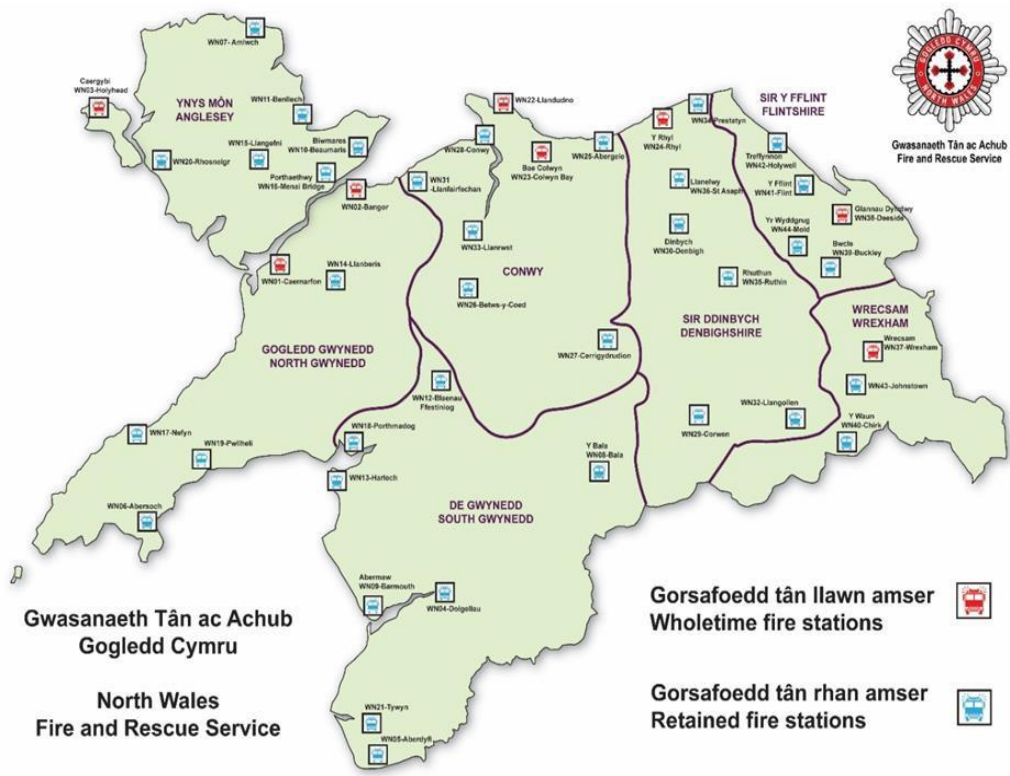 WN07- Amlwch
Caergybi
WN03-Holyhead
YNYS MÔN
ANGLESEY
WN11-Benllech
Biwmares
WN10-Beaumaris
WN15-Llangefni
WN20-Rhosneigr
Porthaethwy
WN16-Menai Bridge
WN02-Bangor
WN22-Llandudno
WN28-Conwy
Bae Colwyn
WN23-Colwyn Bay
WN25-Abergele
WN31
-Llanfairfechan
WN33-Llanrwst
CONWY
WN26-Betws-y-Coed
WN27-Cerrigydrudion
Y Rhyl
WN24-Rhyl
WN34-Prestatyn
Llanelwy
WN36-St Asaph
Dinbych
WN30-Denbigh
Rhuthun
WN35-Ruthin
SIR DDINBYCH
DENBIGHSHIRE
WN29-Corwen
WN32-Llangollen
SIR Y FFLINT
FLINTSHIRE
Treffynnon
WN42-Holywell
Y Fflint
WN41-Flint
Glannau Dyfrdwy
WN38-Deeside
Yr Wyddgrug
WN44-Mold
Bwcle
WN39-Buckley
WRECSAM
WREXHAM
Wrecsam
WN37-Wrexham
WN43-Johnstown
Y Waun
WN40-Chirk
WN01-Caernarfon
WN14-Llanberis
GOGLEDD GWYNEDD
NORTH GWYNEDD
WN12-Blaenau
Ffestiniog
WN17-Nefyn
WN19-Pwllheli
WN18-Porthmadog
WN06-Abersoch
WN13-Harlech
Y Bala
WN08-Bala
DE GWYNEDD
SOUTH GWYNEDD
Abermaw
WN09-Barmouth
WN04-Dolgellau
WN21-Tywyn
WN05-Aberdyfi
GOGLEDD CYMRU
NORTH WALES
Gwasanaeth Tân ac Achub
Fire and Rescue Service
Gwasanaeth Tân ac Achub
Gogledd Cymru
North Wales
Fire and Rescue Service
Gorsafoedd tân llawn amser
Wholetime fire stations
Gorsafoedd tân rhan amser
Retained fire stations